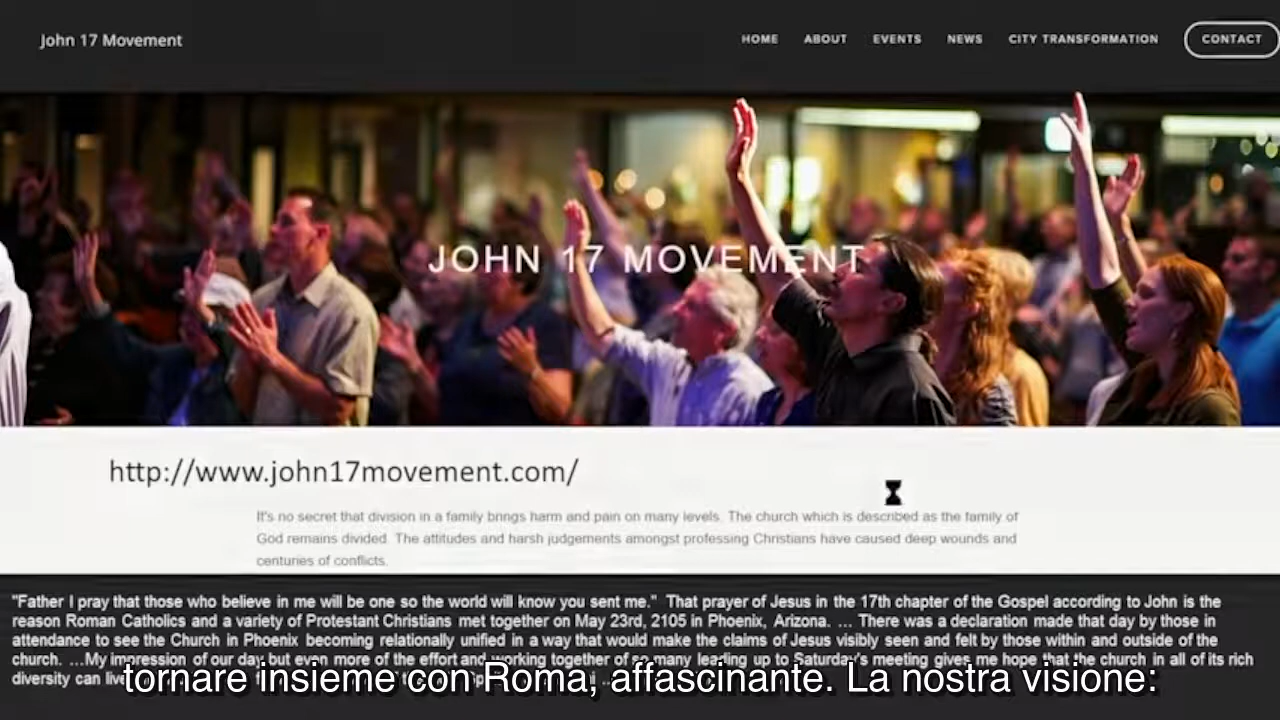 John 17 Movement
HOME ABOUT EVENTS NEWS CITY TRANSFORMATION CONTACT
JOHN 17 MOVEMENT
http://www.john17movement.com/
It's no secret that division in a family brings harm and pain on many levels. The church which is described as the family of
God remains divided. The attitudes and harsh judgements amongst professing Christians have caused deep wounds and
centuries of conflicts.
"Father I pray that those who believe in me will be one so the world will know you sent me." That prayer of Jesus in the 17th chapter of the Gospel according to John is the
reason Roman Catholics and a variety of Protestant Christians met together on May 23rd, 2105 in Phoenix, Arizona. ... There was a declaration made that day by those in
attendance to see the Church in Phoenix becoming relationally unified in a way that would make the claims of Jesus visibly seen and felt by those within and outside of the
church. ...My impression of our day but even more of the effort and working together of so many leading up to Saturday's meeting gives me hope that the church in all of its rich
diversity can
tornare insieme con Roma, affascinante. La nostra visione: